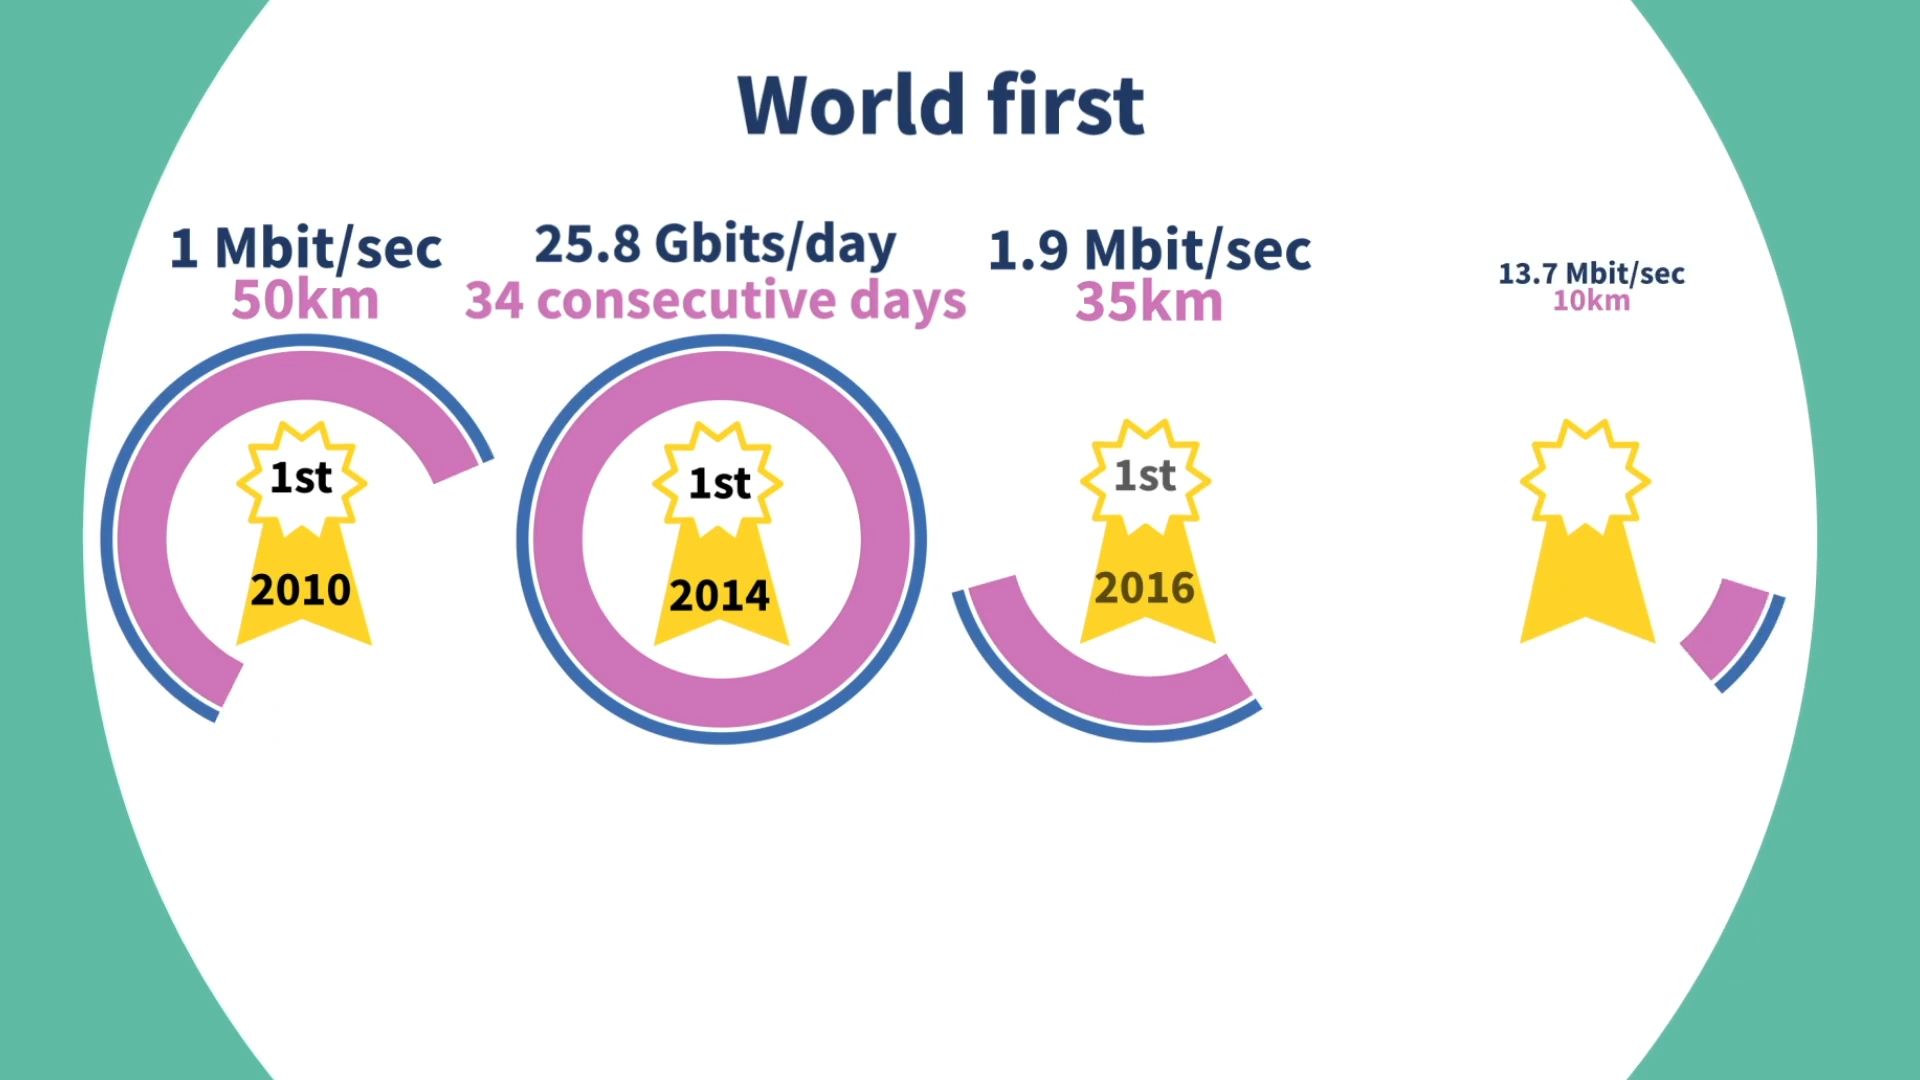 World first
1 Mbit/sec
50km
1st
2010
25.8 Gbits/day
34 consecutive days
1st
2014
1.9 Mbit/sec
35km
1st
2016
13.7 Mbit/sec
10km